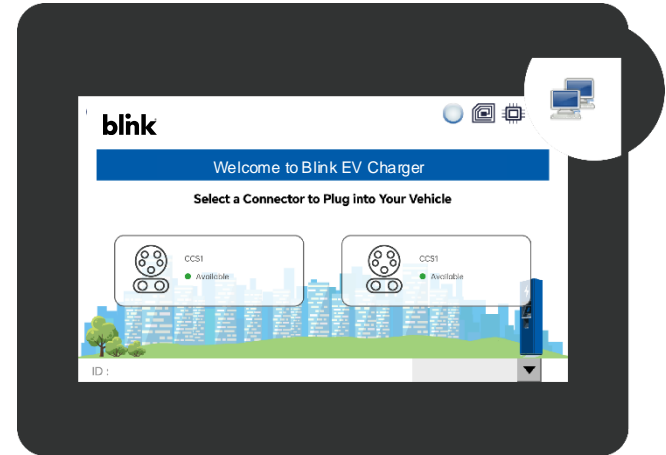 blink
Welcome to Blink EV Charger
Select a Connector to Plug into Your Vehicle
CCS1
Available
CCS1
Available
ID :